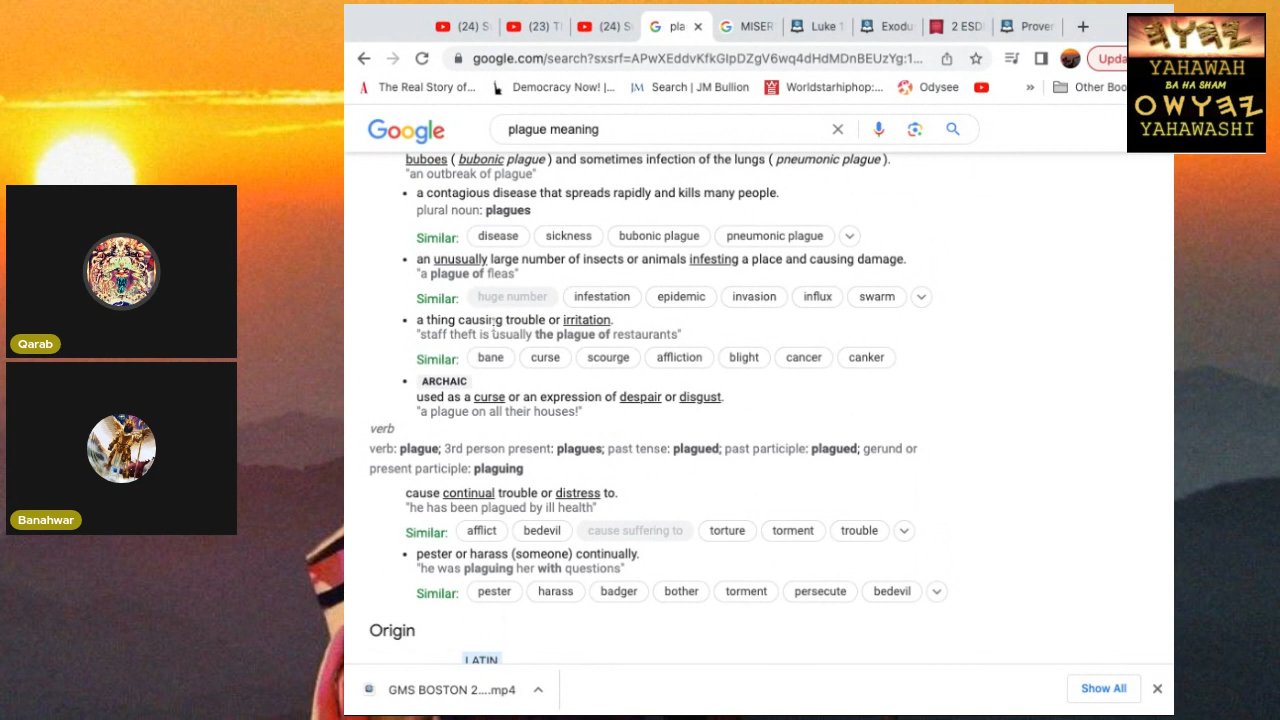 (24) S
(23) T
(24) S
pla
MISER
Luke 1
Exodu
2 ESD
Prover
google.com/search?sxsrf=APwXEddvKfkGlpDZgV6wq4dHdMDnBEUzYg:1...
Upda
The Real Story of...
Democracy Now! |...
JM
Search | JM Bullion
Worldstarhiphop:...
Odysee
»
Other Boo
Google
plague meaning
buboes ( bubonic plague ) and sometimes infection of the lungs ( pneumonic plague ).
"an outbreak of plague"
• a contagious disease that spreads rapidly and kills many people.
plural noun: plagues
Similar: disease sickness bubonic plague pneumonic plague
• an unusually large number of insects or animals infesting a place and causing damage.
"a plague of fleas"
Similar: huge number infestation epidemic invasion influx swarm
• a thing causing trouble or irritation.
"staff theft is usually the plague of restaurants"
Similar: bane curse scourge affliction blight cancer canker
• ARCHAIC
used as a curse or an expression of despair or disgust.
"a plague on all their houses!"
verb
verb: plague; 3rd person present: plagues; past tense: plagued; past participle: plagued; gerund or
present participle: plaguing
cause continual trouble or distress to.
"he has been plagued by ill health"
Similar: afflict bedevil cause suffering to torture torment trouble
• pester or harass (someone) continually.
"he was plaguing her with questions"
Similar: pester harass badger bother torment persecute bedevil
Origin
LATIN
GMS BOSTON 2....mp4
Show All
Qarab
Banahwar
YAHAWAH
BA HA SHAM
YAHAWASHI